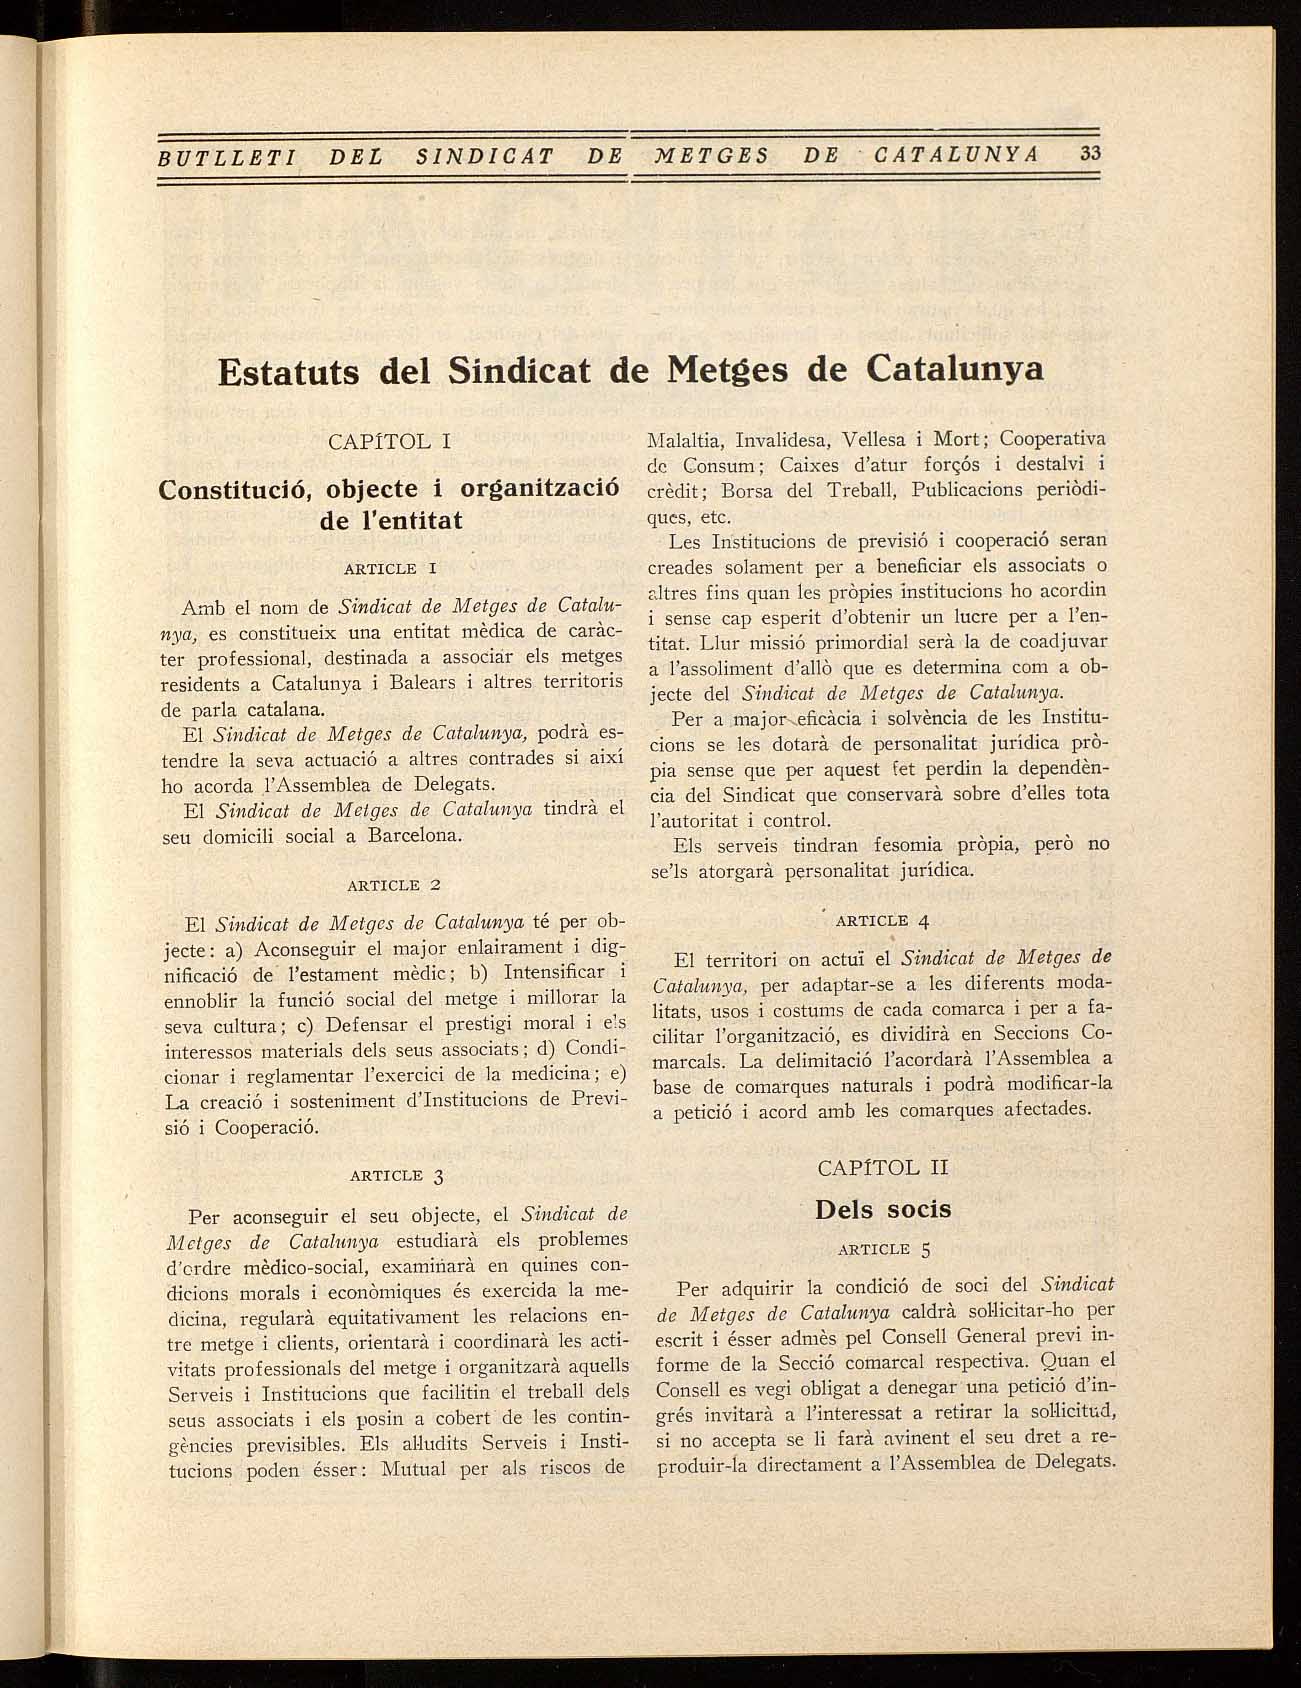 BUTLLETI DEL SINDICAT DE METGES DE CATALUNYA 33
Estatuts del Sindicat de Metges de Catalunya
CAPÍTOL I
Constitució, objecte i organització
de l'entitat
ARTICLE 1
Amb el nom de Sindicat de Metges de Catalu-
nya, es constitueix una entitat mèdica de caràc-
ter professional, destinada a associar els metges
residents a Catalunya i Balears i altres territoris
de parla catalana.
El Sindicat de Metges de Catalunya, podrà es-
tendre la seva actuació a altres contrades si així
ho acorda l'Assemblea de Delegats.
El Sindicat de Metges de Catalunya tindrà el
seu domicili social a Barcelona.
ARTICLE 2
El Sindicat de Metges de Catalunya té per ob-
jecte: a) Aconseguir el major enlairament i dig-
nificació de l'estament mèdic; b) Intensificar i
ennoblir la funció social del metge i millorar la
seva cultura; c) Defensar el prestigi moral i els
interessos materials dels seus associats; d) Condi-
cionar i reglamentar l'exercici de la medicina; e)
La creació i sosteniment d'Institucions de Previ-
sió i Cooperació.
ARTICLE 3
Per aconseguir el seu objecte, el Sindicat de
Metges de Catalunya estudiarà els problemes
d'ordre mèdico-social, examinarà en quines con-
dicions morals i econòmiques és exercida la me-
dicina, regularà equitativament les relacions en-
tre metge i clients, orientarà i coordinarà les acti-
vitats professionals del metge i organitzarà aquells
Serveis i Institucions que facilitin el treball dels
seus associats i els posin a cobert de les contin-
gències previsibles. Els al·ludits Serveis i Insti-
tucions poden ésser: Mutual per als riscos de
Malaltia, Invalidesa, Vellesa i Mort; Cooperativa
de Consum; Caixes d'atur forçós i destalvi i
crèdit; Borsa del Treball, Publicacions periòdi-
ques, etc.
Les Institucions de previsió i cooperació seran
creades solament per a beneficiar els associats o
altres fins quan les pròpies institucions ho acordin
i sense cap esperit d'obtenir un lucre per a l'en-
titat. Llur missió primordial serà la de coadjuvar
a l'assoliment d'allò que es determina com a ob-
jecte del Sindicat de Metges de Catalunya.
Per a major eficàcia i solvència de les Institu-
cions se les dotarà de personalitat jurídica prò-
pia sense que per aquest fet perdin la dependèn-
cia del Sindicat que conservarà sobre d'elles tota
l'autoritat i control.
Els serveis tindran fesomia pròpia, però no
se'ls atorgarà personalitat jurídica.
ARTICLE 4
El territori on actuï el Sindicat de Metges de
Catalunya, per adaptar-se a les diferents moda-
litats, usos i costums de cada comarca i per a fa-
cilitar l'organització, es dividirà en Seccions Co-
marcals. La delimitació l'acordarà l'Assemblea a
base de comarques naturals i podrà modificar-la
a petició i acord amb les comarques afectades.
CAPÍTOL II
Dels socis
ARTICLE 5
Per adquirir la condició de soci del Sindicat
de Metges de Catalunya caldrà sol·licitar-ho per
escrit i ésser admès pel Consell General previ in-
forme de la Secció comarcal respectiva. Quan el
Consell es vegi obligat a denegar una petició d'in-
grés invitarà a l'interessat a retirar la sol·licitud,
si no accepta se li farà avinent el seu dret a re-
produir-la directament a l'Assemblea de Delegats.